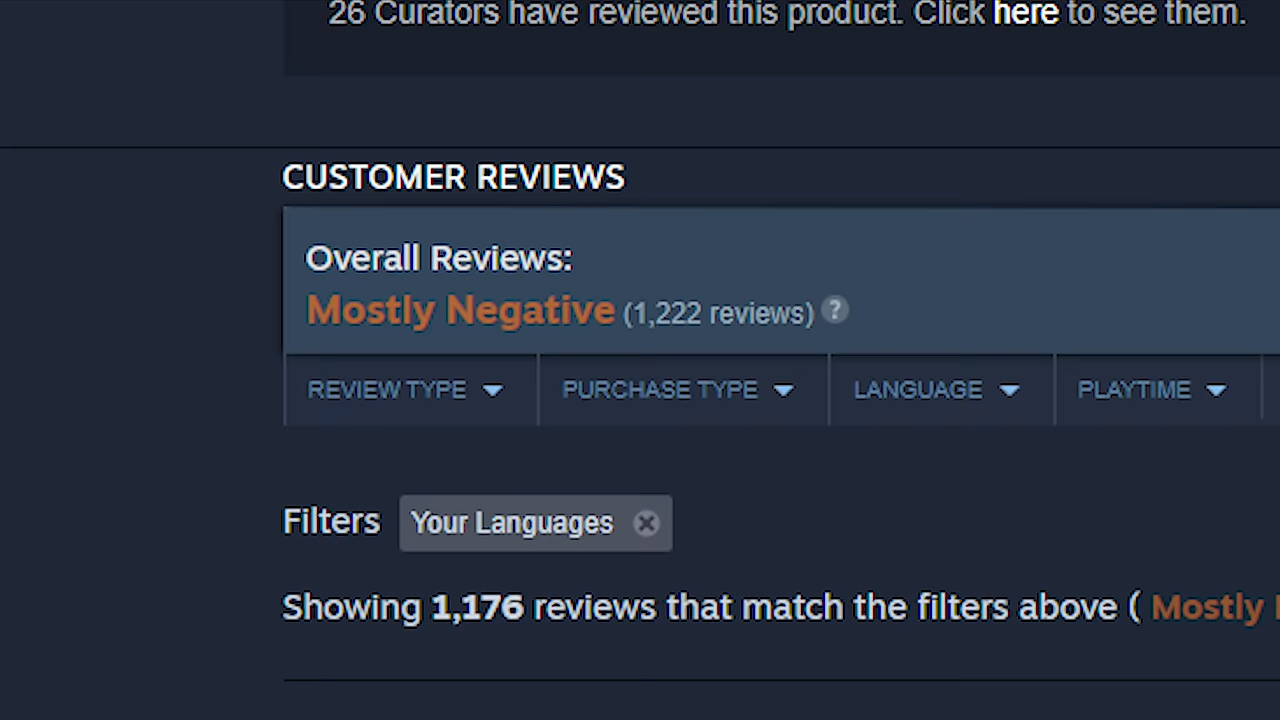 26 Curators have reviewed this product. Click here to see them.
CUSTOMER REVIEWS
Overall Reviews:
Mostly Negative (1,222 reviews) ?
REVIEW TYPE PURCHASE TYPE LANGUAGE PLAYTIME
Filters Your Languages
Showing 1,176 reviews that match the filters above ( Mostly